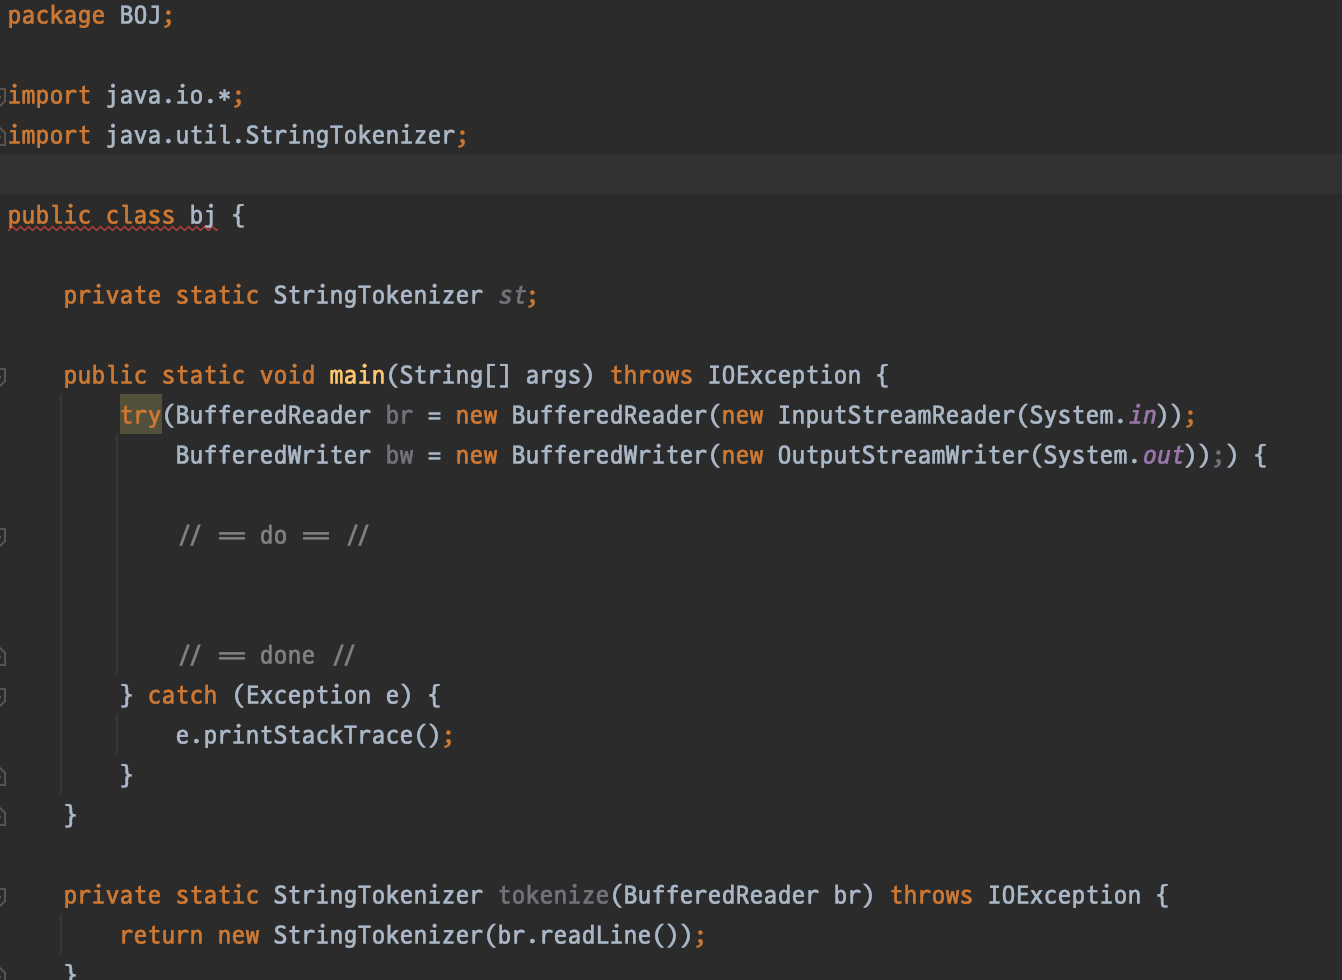 package BOJ;
import java.io.*;
import java.util.StringTokenizer;
public class bj {
private static StringTokenizer st;
public static void main(String[] args) throws IOException {
try(BufferedReader br = new BufferedReader(new InputStreamReader(System.in));
BufferedWriter bw = new BufferedWriter(new OutputStreamWriter(System.out));) {
// == do == //
// == done //
} catch (Exception e) {
e.printStackTrace();
}
}
private static StringTokenizer tokenize(BufferedReader br) throws IOException {
return new StringTokenizer(br.readLine());
}